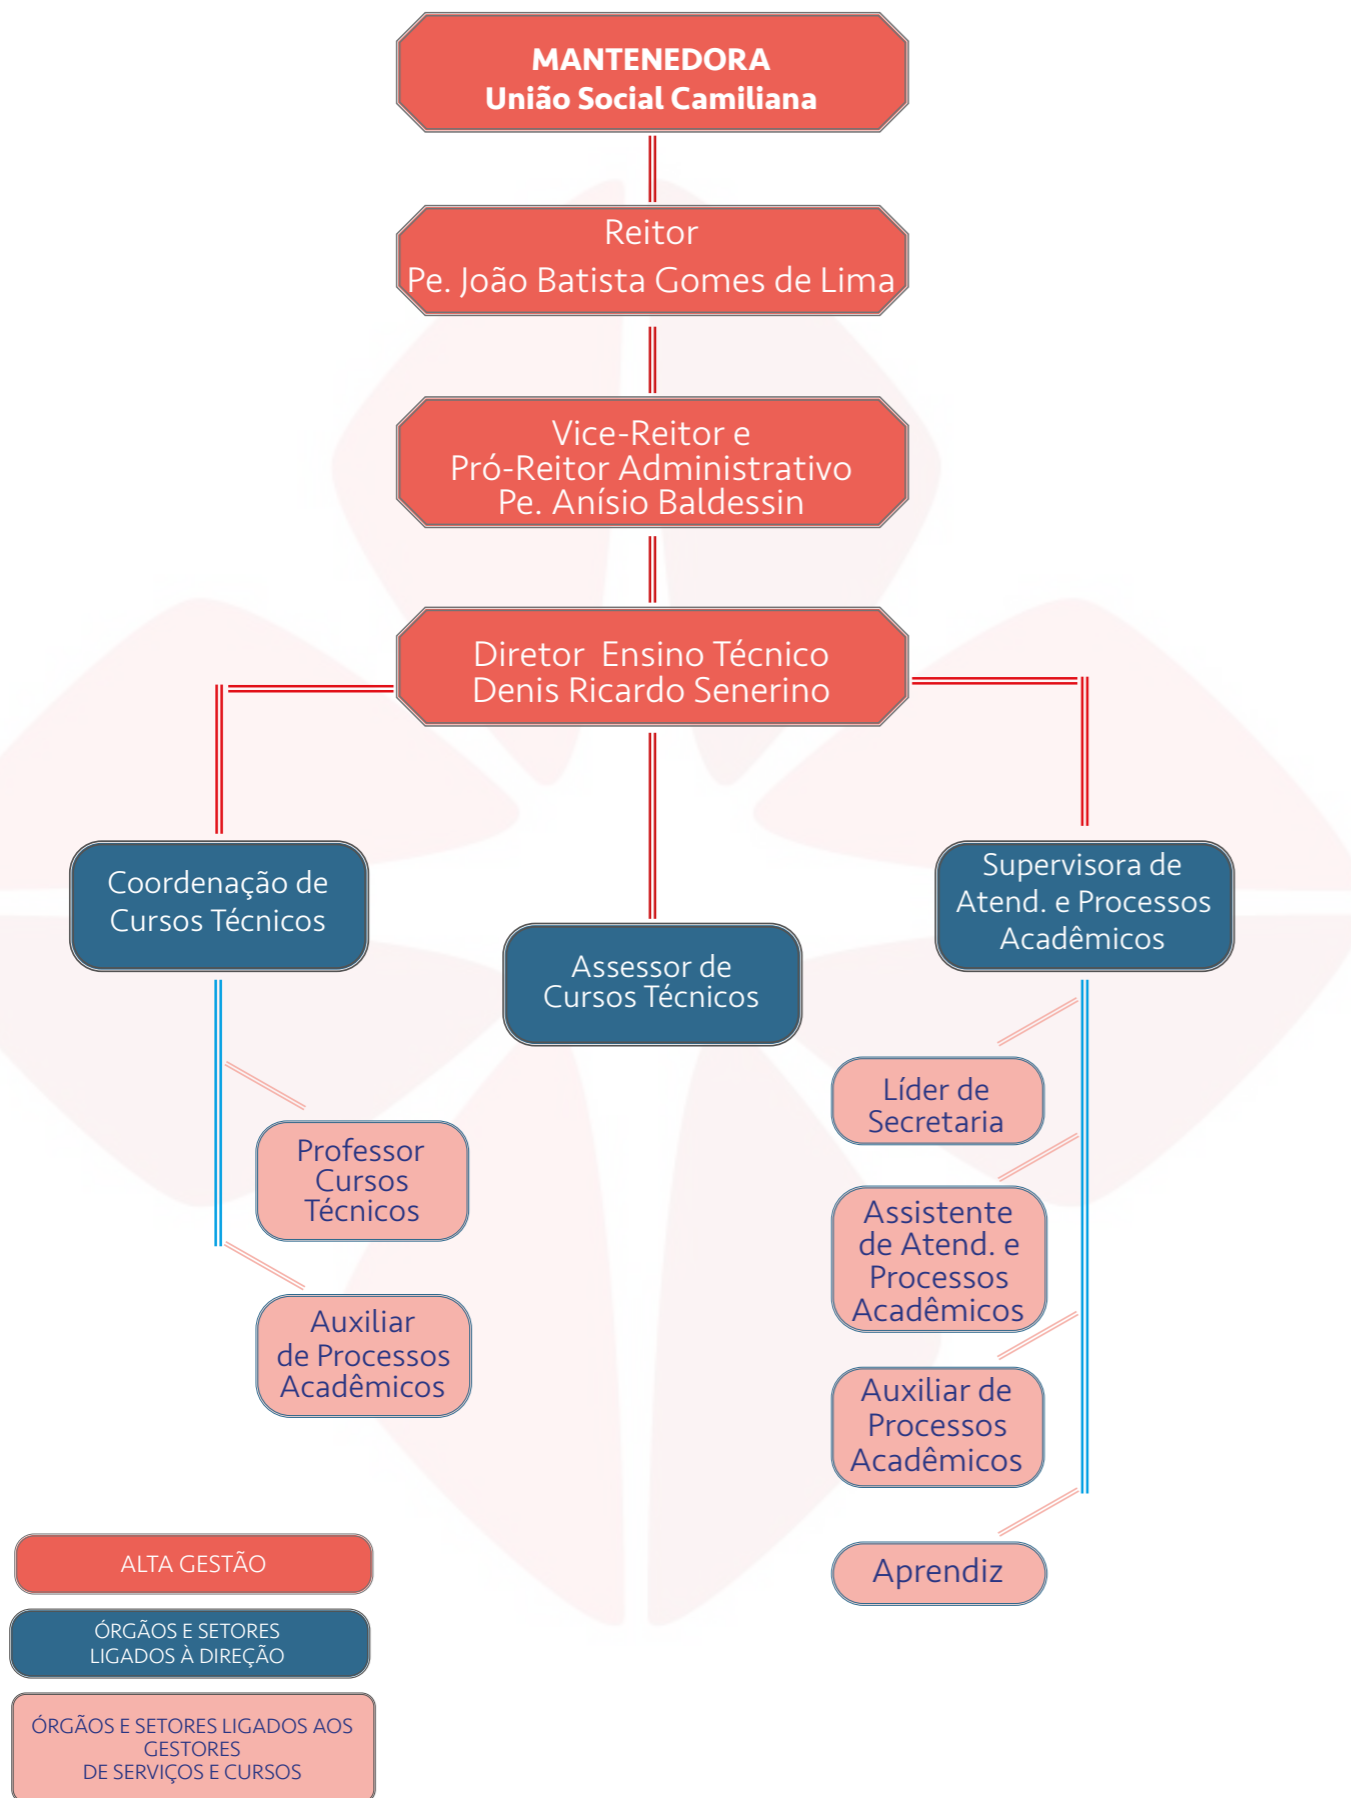 MANTENEDORA
União Social Camiliana
Reitor
Pe. João Batista Gomes de Lima
Vice-Reitor e
Pró-Reitor Administrativo
Pe. Anísio Baldessin
Diretor  Ensino Técnico
Denis Ricardo Senerino
Coordenação de
Cursos Técnicos
Assessor de
Cursos Técnicos
Supervisora de
Atend. e Processos
Acadêmicos
Professor
Cursos
Técnicos
Auxiliar
de Processos
Acadêmicos
Líder de
Secretaria
Assistente
de Atend. e
Processos
Acadêmicos
Auxiliar de
Processos
Acadêmicos
Aprendiz
ALTA GESTÃO
ÓRGÃOS E SETORES
LIGADOS À DIREÇÃO
ÓRGÃOS E SETORES LIGADOS AOS
GESTORES
DE SERVIÇOS E CURSOS